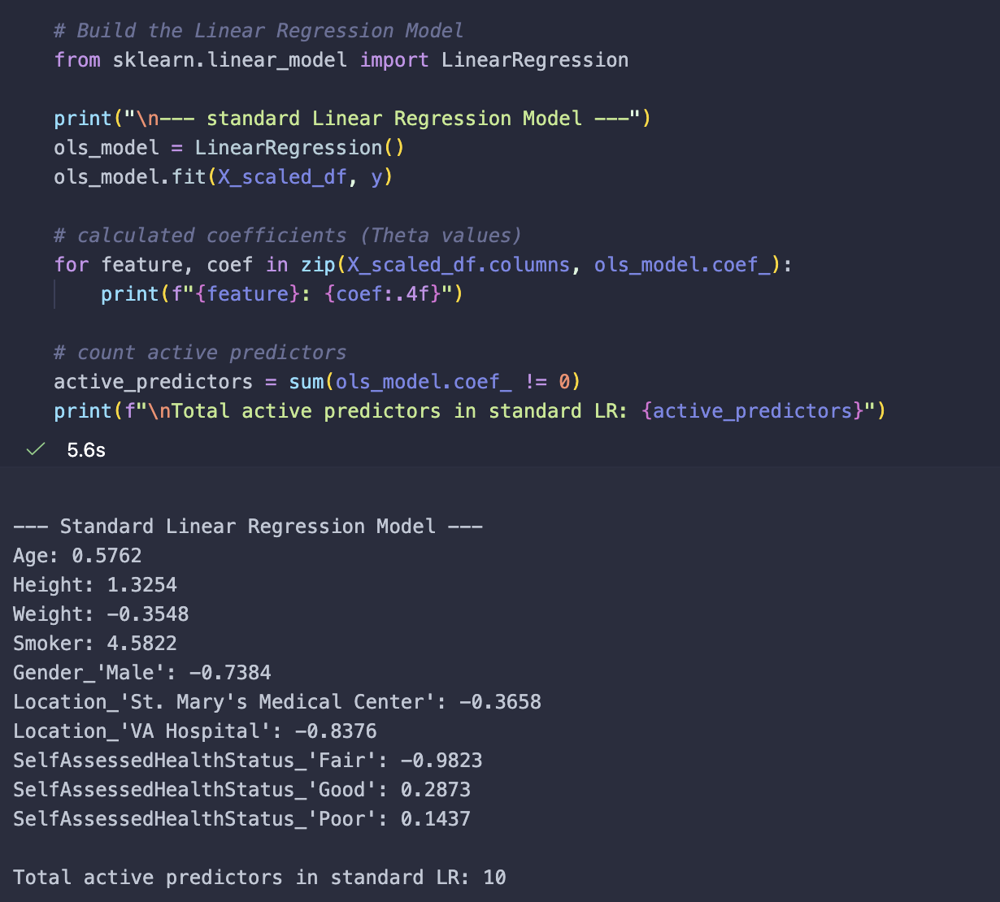 # Build the Linear Regression Model
from sklearn.linear_model import LinearRegression
print("\n--- standard Linear Regression Model ---")
ols_model = LinearRegression()
ols_model.fit(X_scaled_df, y)
# calculated coefficients (Theta values)
for feature, coef in zip(X_scaled_df.columns, ols_model.coef_):
    print(f"{feature}: {coef:.4f}")
# count active predictors
active_predictors = sum(ols_model.coef_ != 0)
print(f"\nTotal active predictors in standard LR: {active_predictors}")
5.6s
--- Standard Linear Regression Model ---
Age: 0.5762
Height: 1.3254
Weight: -0.3548
Smoker: 4.5822
Gender_'Male': -0.7384
Location_'St. Mary's Medical Center': -0.3658
Location_'VA Hospital': -0.8376
SelfAssessedHealthStatus_'Fair': -0.9823
SelfAssessedHealthStatus_'Good': 0.2873
SelfAssessedHealthStatus_'Poor': 0.1437
Total active predictors in standard LR: 10